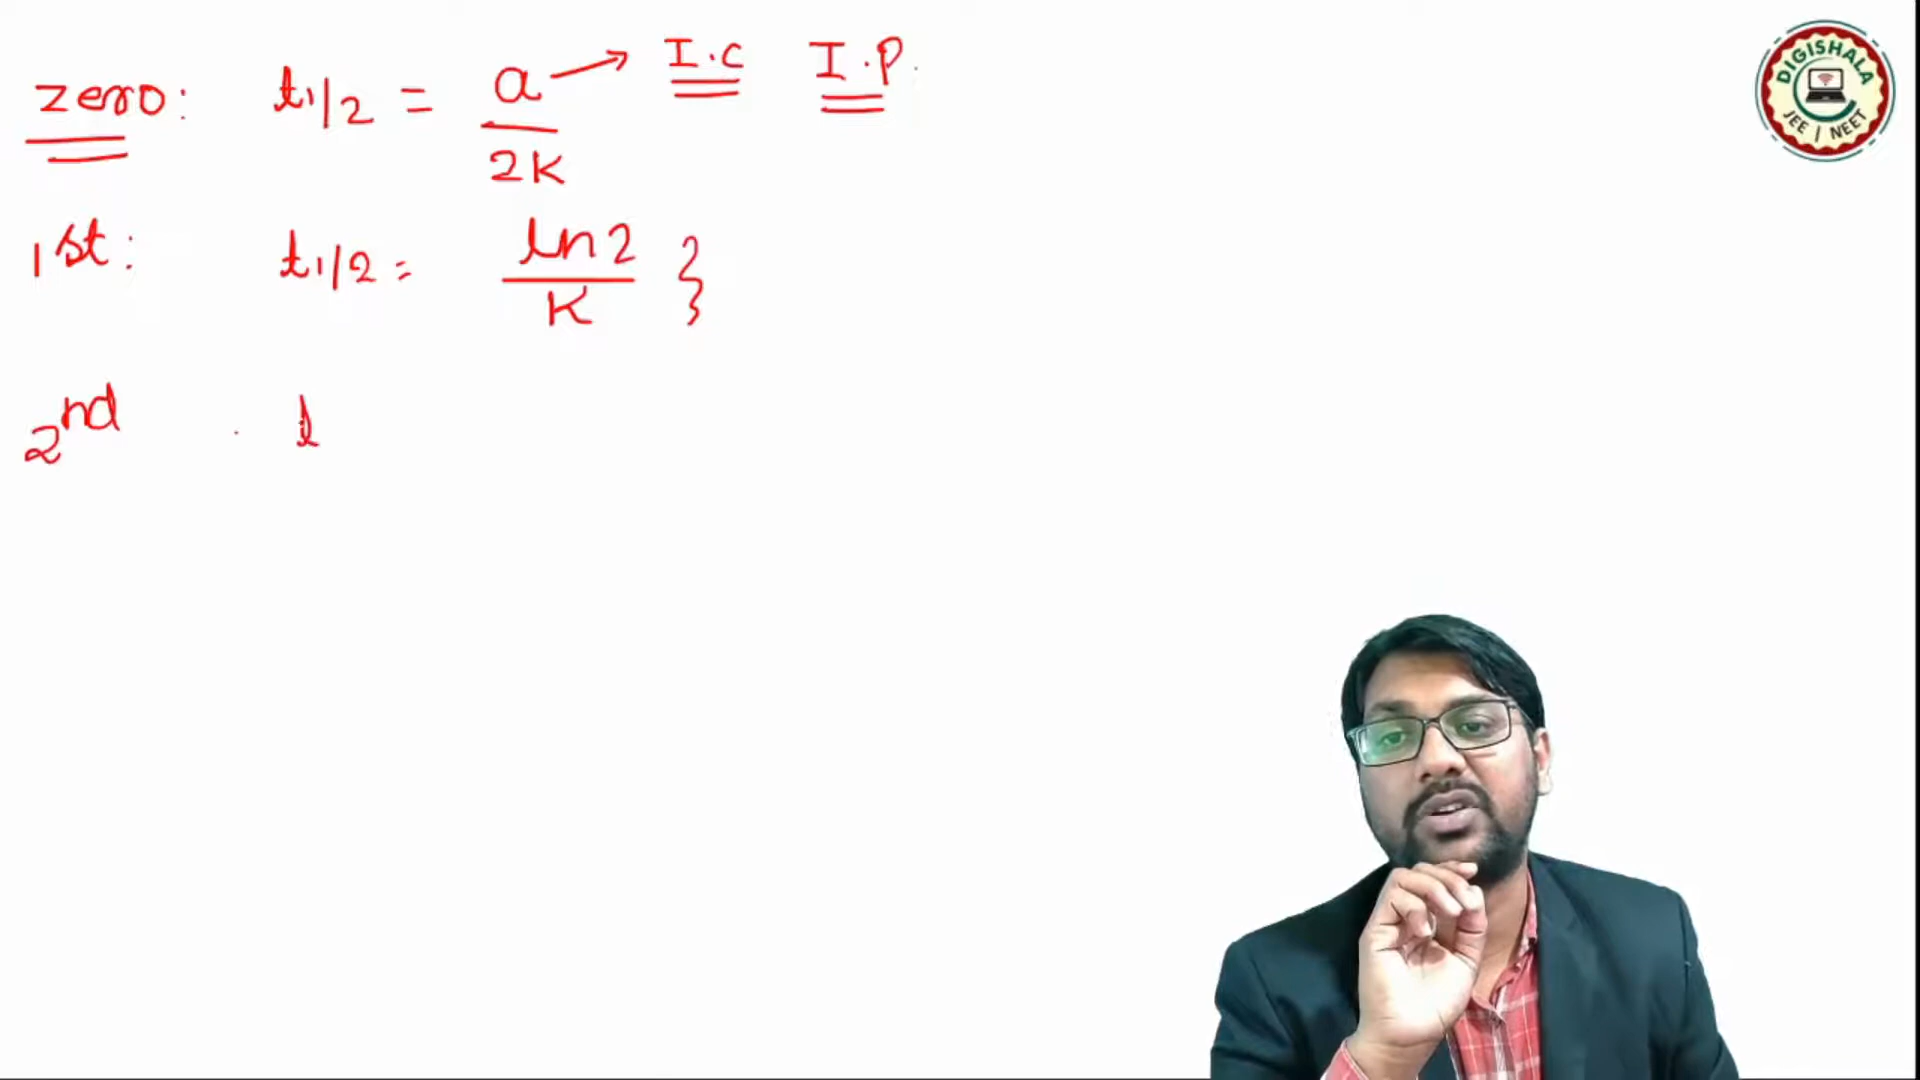 zero: t1/2 = a/2K → I.C I.P.
1st: t1/2 = ln2/K }
2nd t
DIGISHALA
JEE | NEET